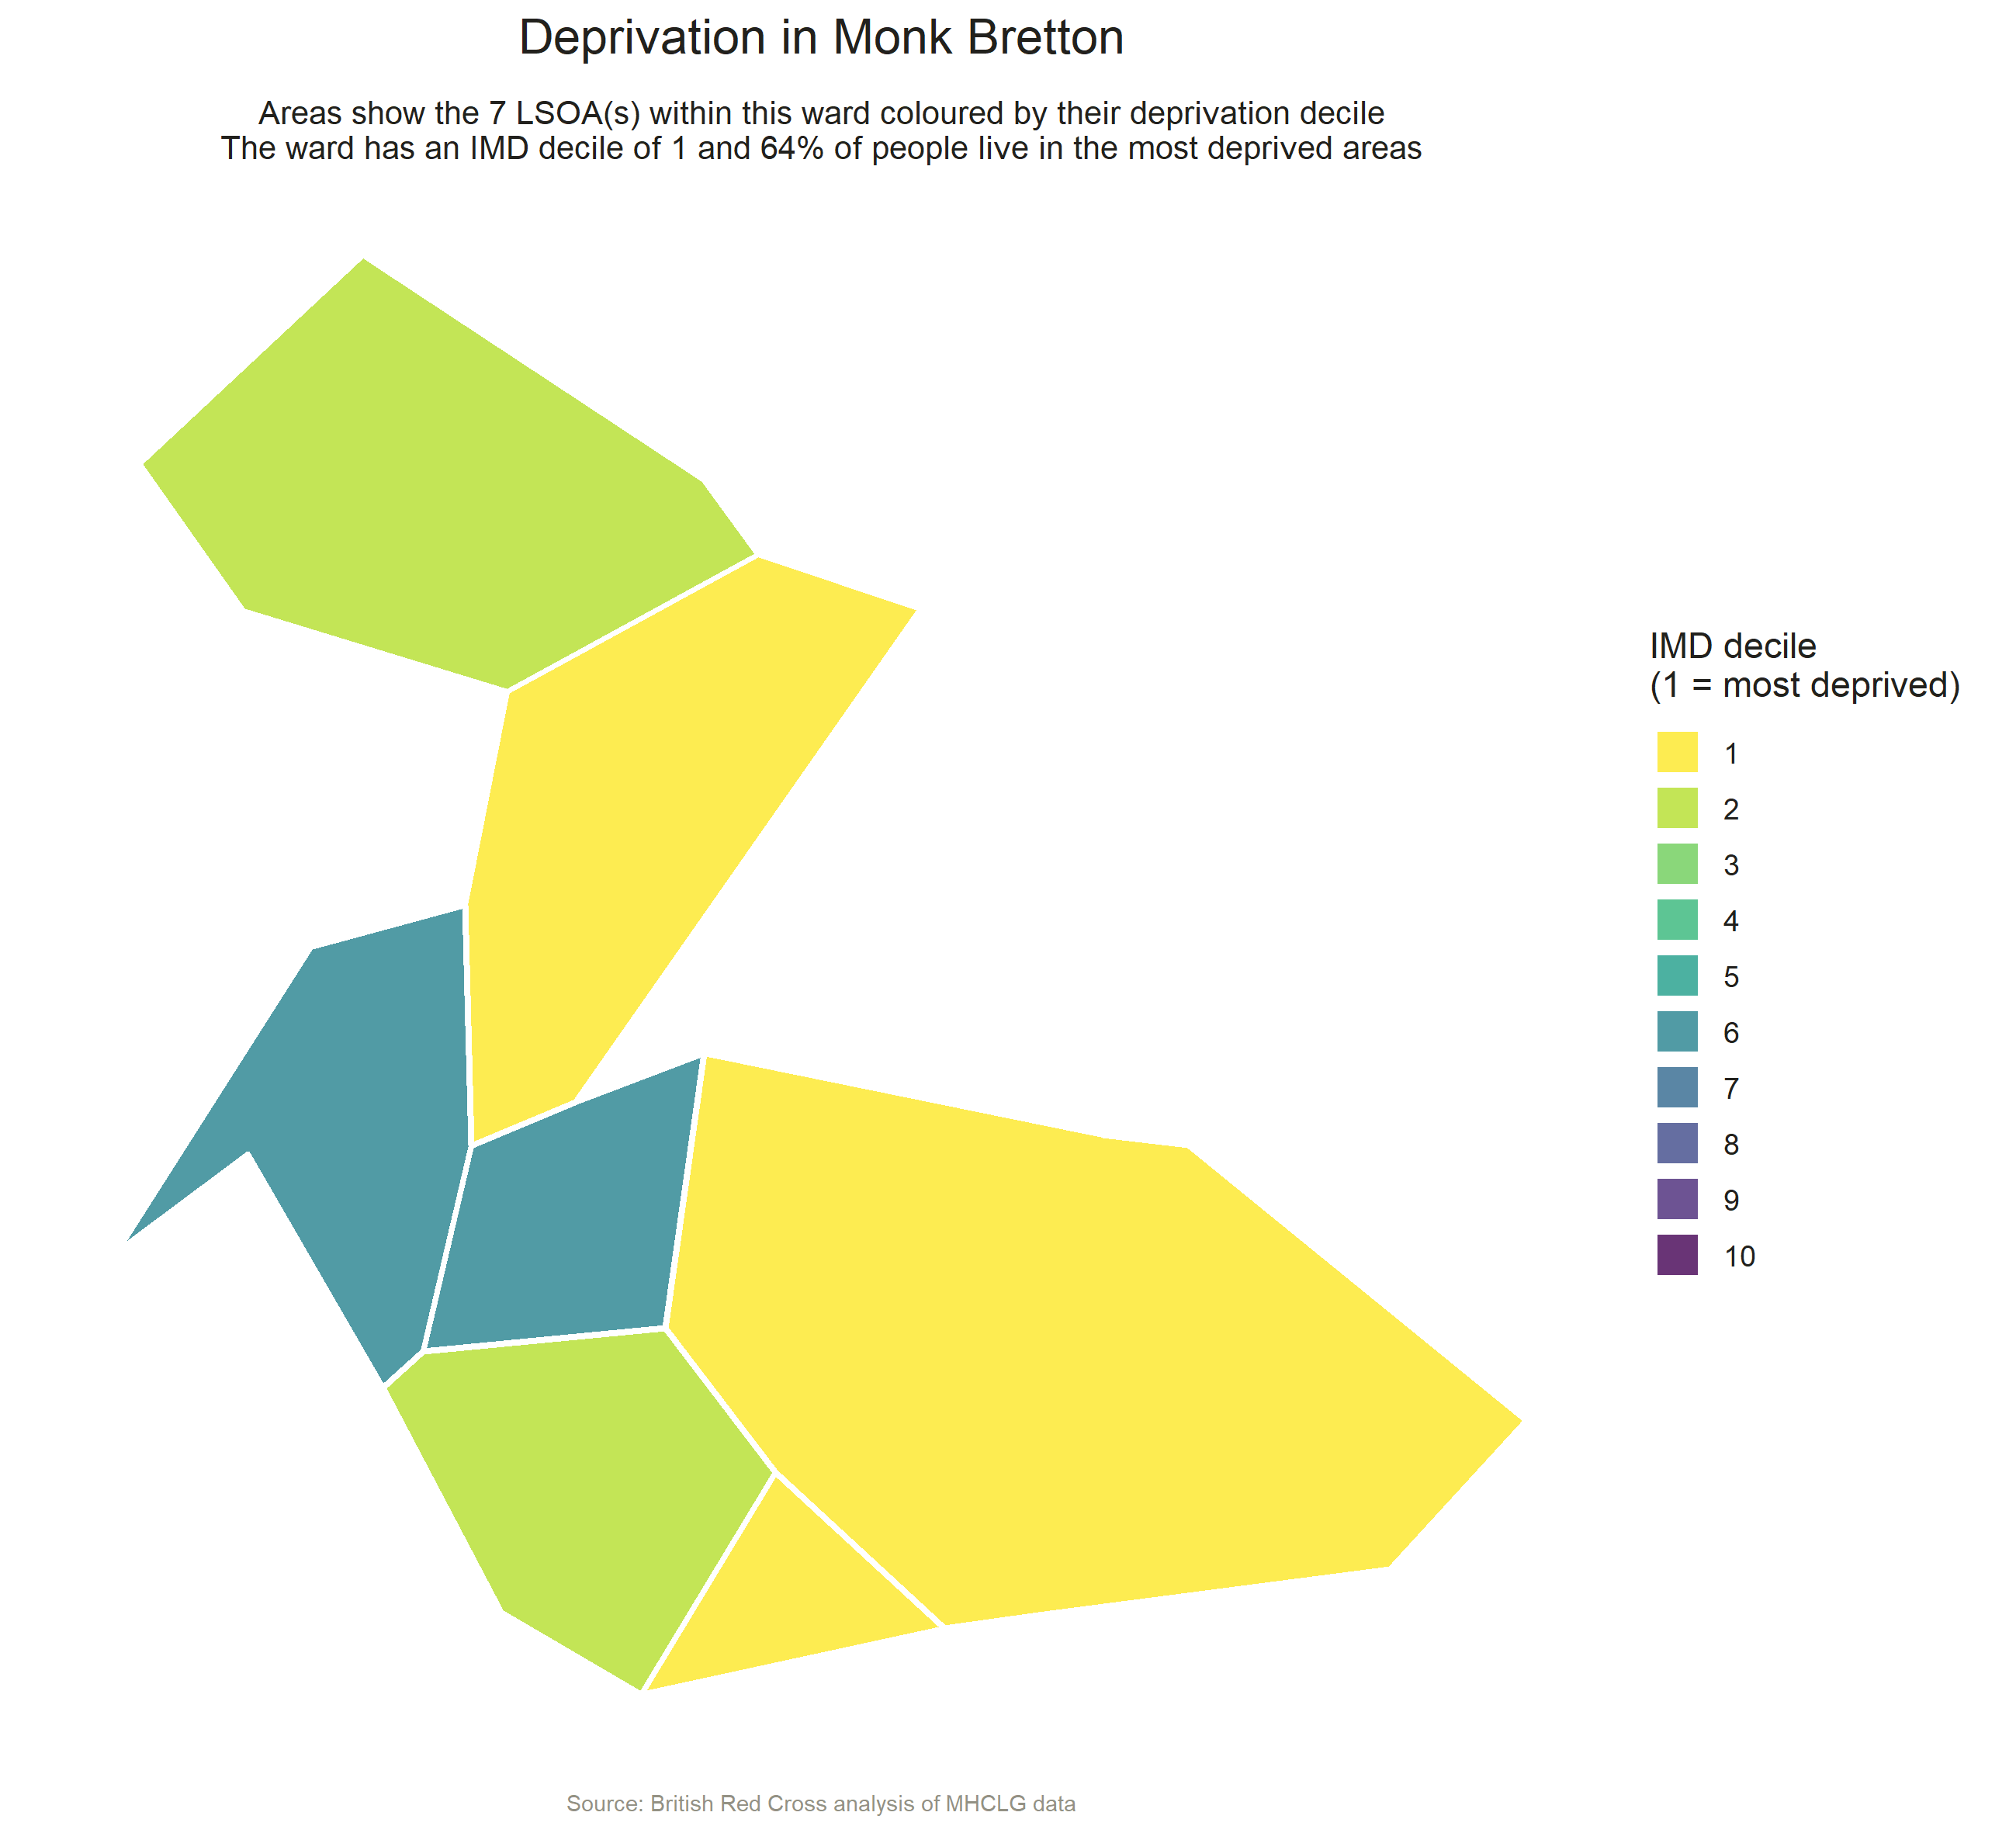 Deprivation in Monk Bretton
Areas show the 7 LSOA(s) within this ward coloured by their deprivation decile
The ward has an IMD decile of 1 and 64% of people live in the most deprived areas
IMD decile
(1 = most deprived)
1
2
3
4
5
6
7
8
9
10
Source: British Red Cross analysis of MHCLG data